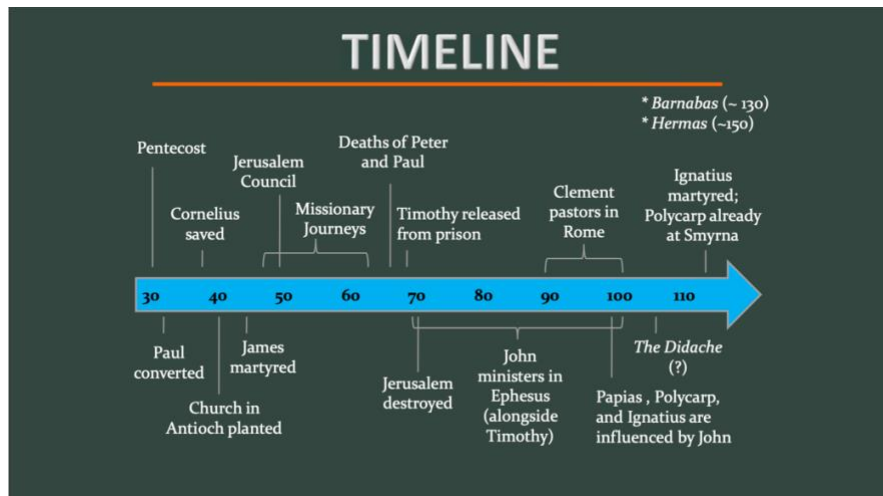 TIMELINE
* Barnabas (~ 130)
* Hermas (~150)
Pentecost
Cornelius
saved
Jerusalem
Council
Missionary
Journeys
Deaths of Peter
and Paul
Timothy released
from prison
Clement
pastors in
Rome
Ignatius
martyred;
Polycarp already
at Smyrna
30 40 50 60 70 80 90 100 110
Paul
converted
Church in
Antioch planted
James
martyred
Jerusalem
destroyed
John
ministers in
Ephesus
(alongside
Timothy)
The Didache
(?)
Papias , Polycarp,
and Ignatius are
influenced by John